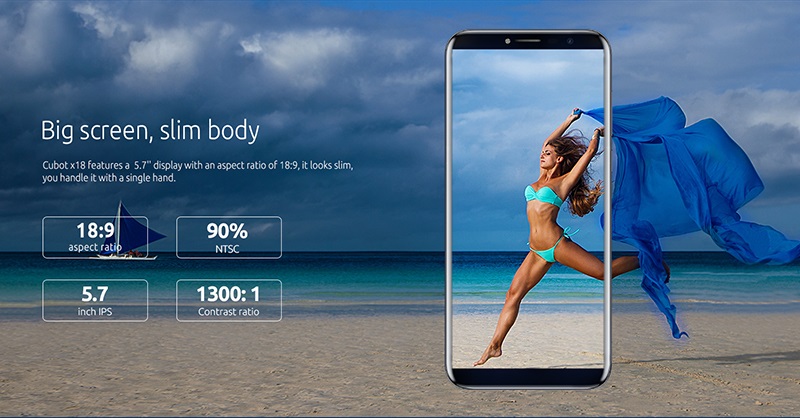 Big screen, slim body
Cubot x18 features a 5.7'' display with an aspect ratio of 18:9, it looks slim,
you handle it with a single hand.
18:9
aspect ratio
90%
NTSC
5.7
inch IPS
1300: 1
Contrast ratio